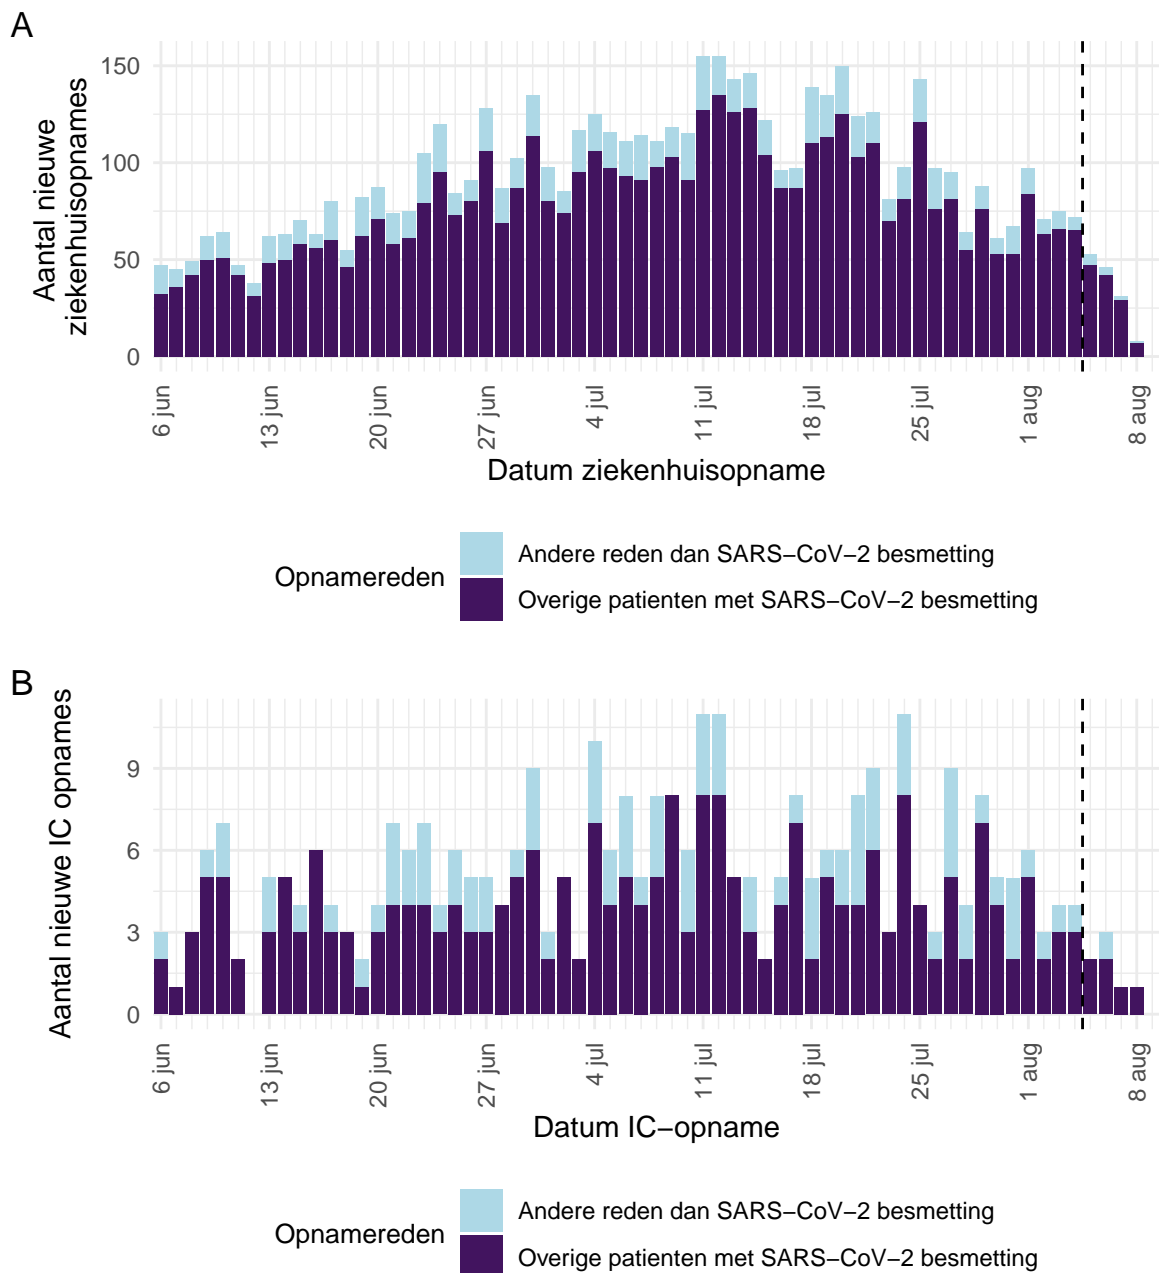 A
Aantal nieuwe
ziekenhuisopnames
150
100
50
0
6 jun
13 jun
20 jun
27 jun
4 jul
11 jul
18 jul
25 jul
1 aug
8 aug
Datum ziekenhuisopname
Opnamereden
Andere reden dan SARS−CoV−2 besmetting
Overige patienten met SARS−CoV−2 besmetting
B
Aantal nieuwe IC opnames
9
6
3
0
6 jun
13 jun
20 jun
27 jun
4 jul
11 jul
18 jul
25 jul
1 aug
8 aug
Datum IC−opname
Opnamereden
Andere reden dan SARS−CoV−2 besmetting
Overige patienten met SARS−CoV−2 besmetting